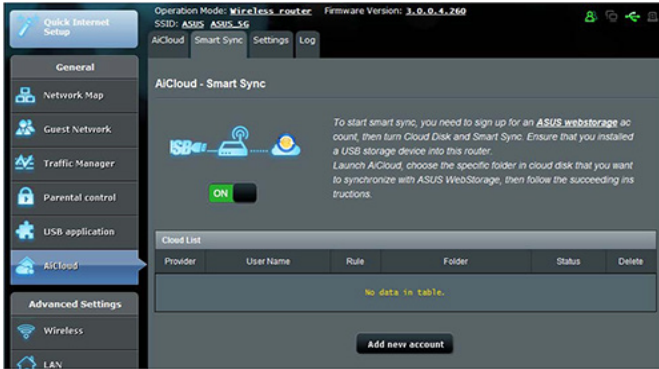 Quick Internet
Setup
Operation Mode: Wireless router Firmware Version: 3.0.0.4.260
SSID: ASUS ASUS_5G
AiCloud Smart Sync Settings Log
General
Network Map
Guest Network
Traffic Manager
Parental control
USB application
AiCloud
Advanced Settings
Wireless
LAN
AiCloud - Smart Sync
USB
ON
To start smart sync, you need to sign up for an ASUS webstorage ac
count, then turn Cloud Disk and Smart Sync. Ensure that you installed
a USB storage device into this router.
Launch AiCloud, choose the specific folder in cloud disk that you want
to synchronize with ASUS WebStorage, then follow the succeeding ins
tructions.
Cloud List
Provider User Name Rule Folder Status Delete
No data in table.
Add new account